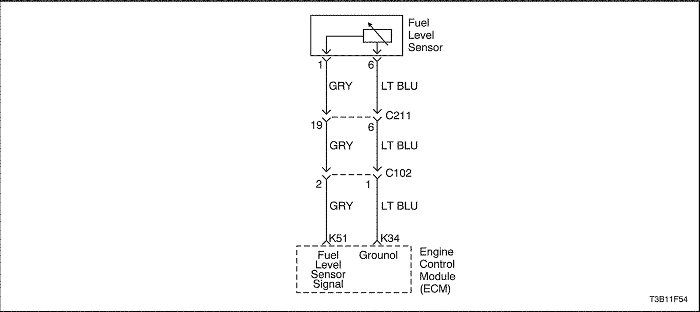 Fuel
Level
Sensor
1 6
GRY LT BLU
C211
19 6
GRY LT BLU
C102
2 1
GRY LT BLU
K51 K34
Fuel
Level
Sensor
Signal
Grounol
Engine
Control
Module
(ECM)
T3B11F54